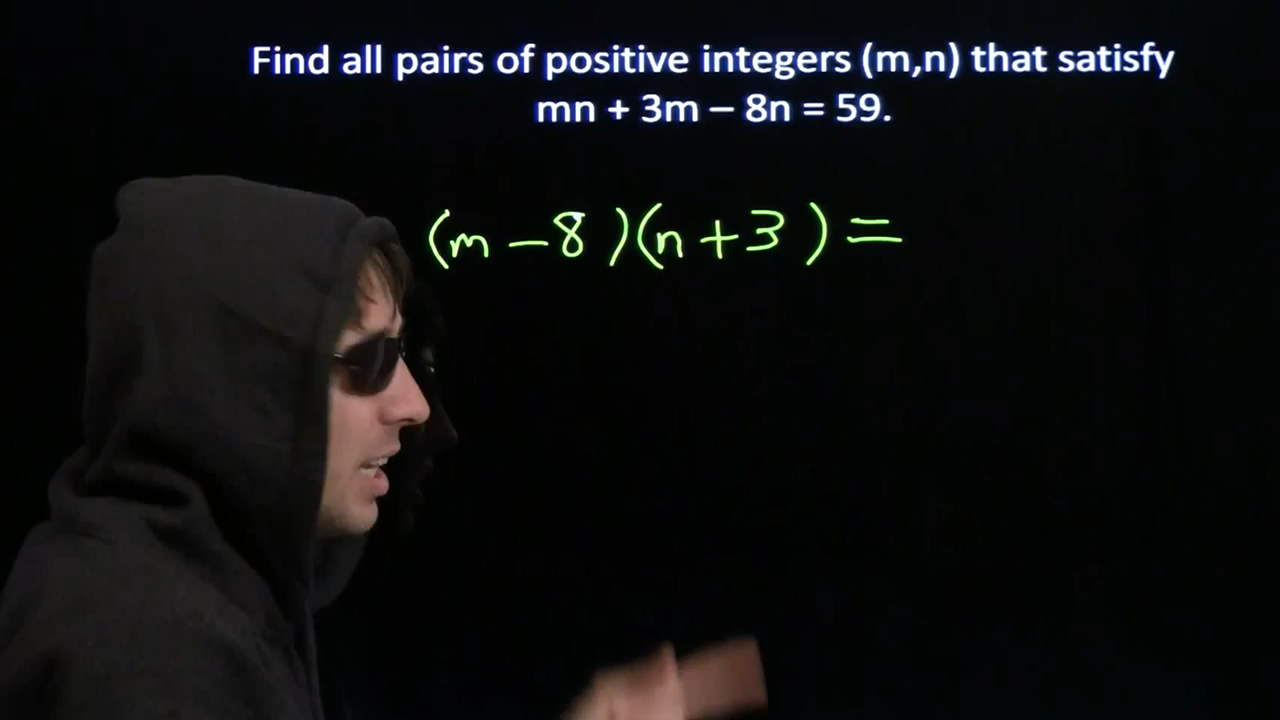 Find all pairs of positive integers (m,n) that satisfy
mn + 3m – 8n = 59.
(m – 8)(n + 3) =